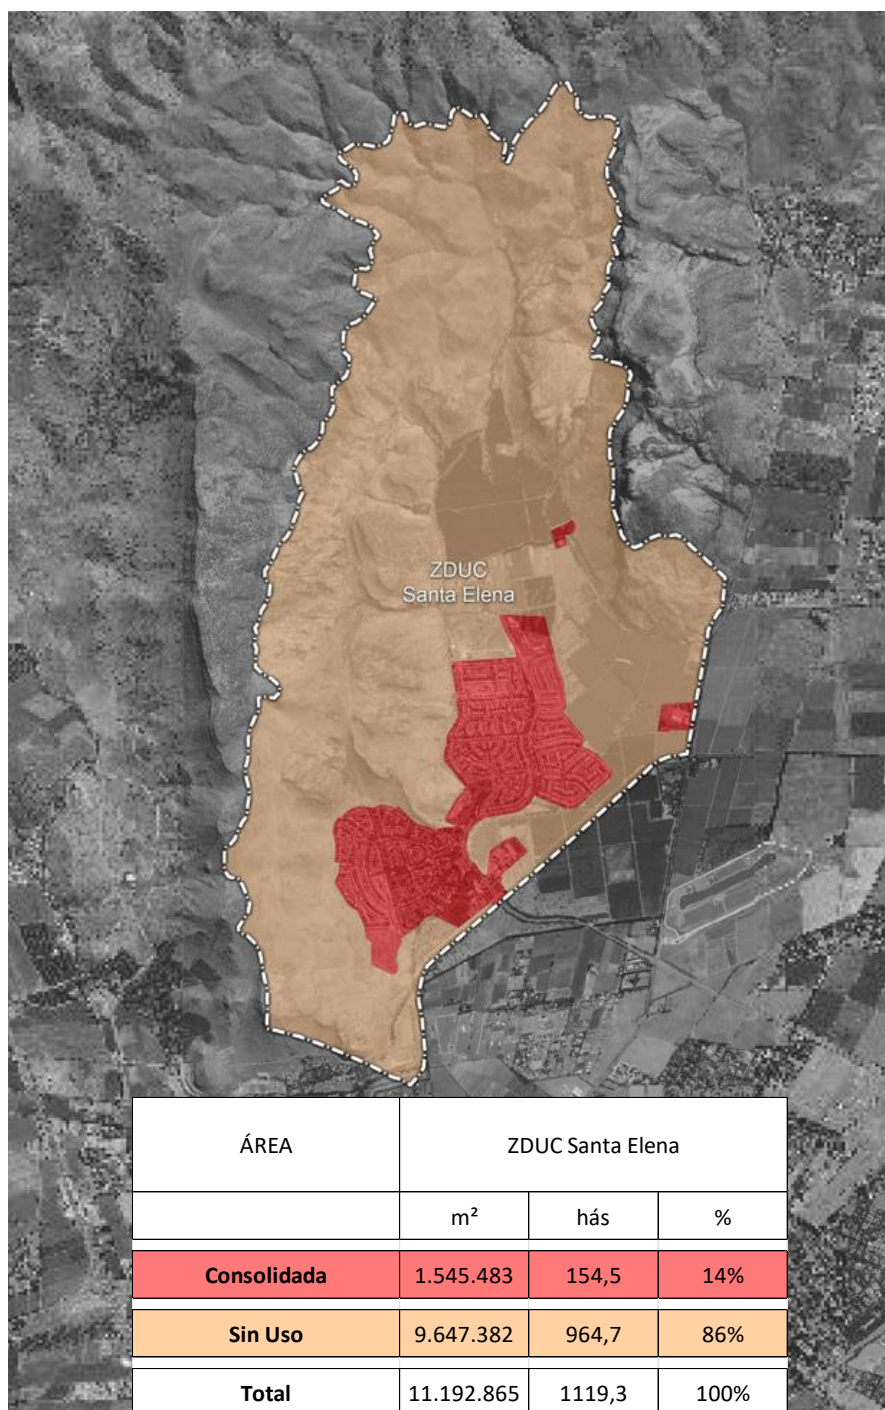 ZDUC
Santa Elena
ÁREA ZDUC Santa Elena
m² hás %
Consolidada 1.545.483 154,5 14%
Sin Uso 9.647.382 964,7 86%
Total 11.192.865 1119,3 100%